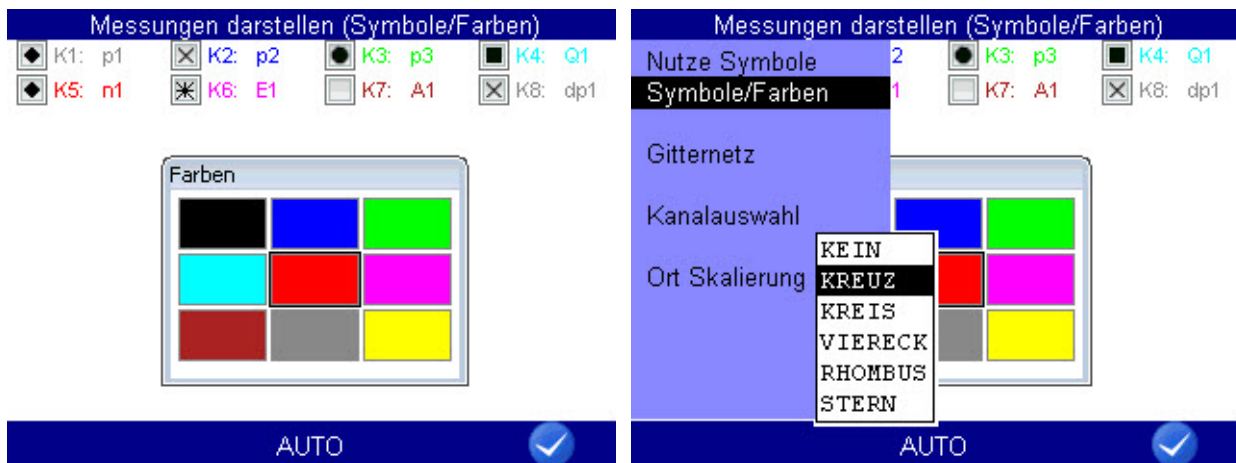 Messungen darstellen (Symbole/Farben)
K1: p1 K2: p2 K3: p3 K4: Q1
K5: n1 K6: E1 K7: A1 K8: dp1
Farben
AUTO
Messungen darstellen (Symbole/Farben)
Nutze Symbole 2 K3: p3 K4: Q1
Symbole/Farben 1 K7: A1 K8: dp1
Gitternetz
Kanalauswahl
Ort Skalierung
KEIN
KREUZ
KREIS
VIERECK
RHOMBUS
STERN
AUTO